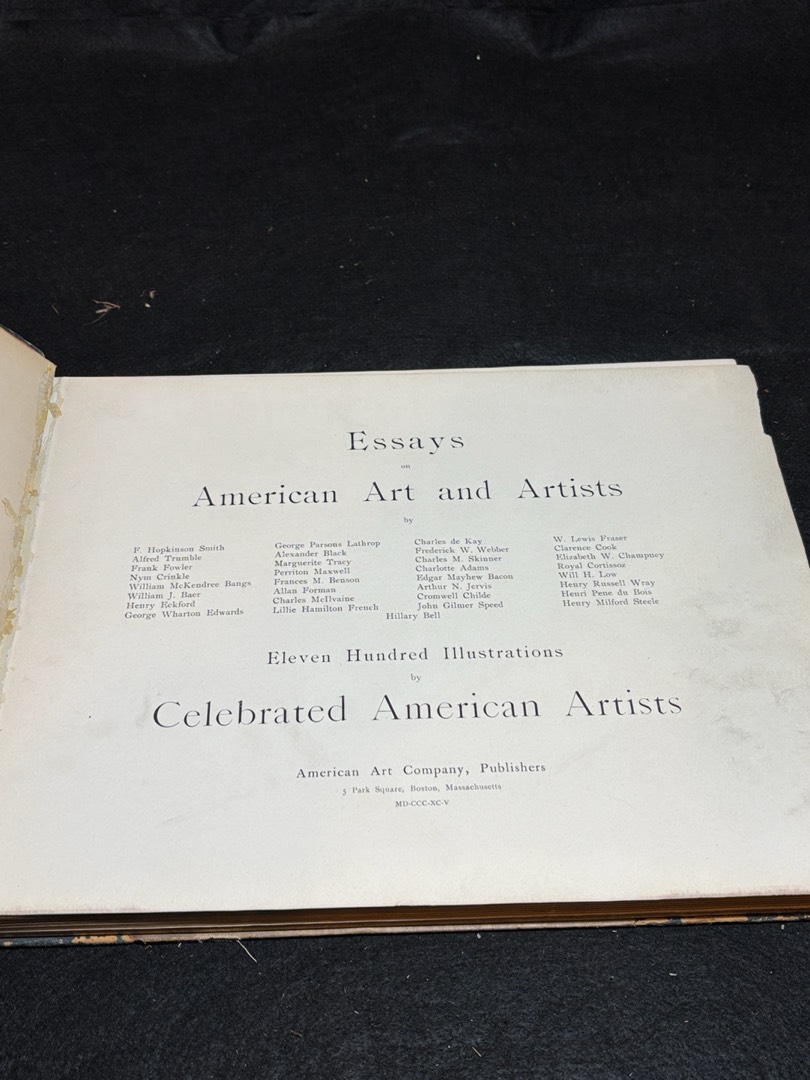 Essays
on
American Art and Artists
by
F. Hopkinson Smith
Alfred Trumble
Frank Fowler
Nym Crinkle
William McKendree Bangs
William J. Baer
Henry Eckford
George Wharton Edwards
George Parsons Lathrop
Alexander Black
Marguerite Tracy
Perriton Maxwell
Frances M. Benson
Allan Forman
Charles McIlvaine
Lillie Hamilton French
Charles de Kay
Frederick W. Webber
Charles M. Skinner
Charlotte Adams
Edgar Mayhew Bacon
Arthur N. Jervis
Cromwell Childe
John Gilmer Speed
W. Lewis Fraser
Clarence Cook
Elizabeth W. Champney
Royal Cortissoz
Will H. Low
Henry Russell Wray
Henri Pene du Bois
Henry Milford Steele
Hillary Bell
Eleven Hundred Illustrations
by
Celebrated American Artists
American Art Company, Publishers
5 Park Square, Boston, Massachusetts
MD-CCC-XC-V